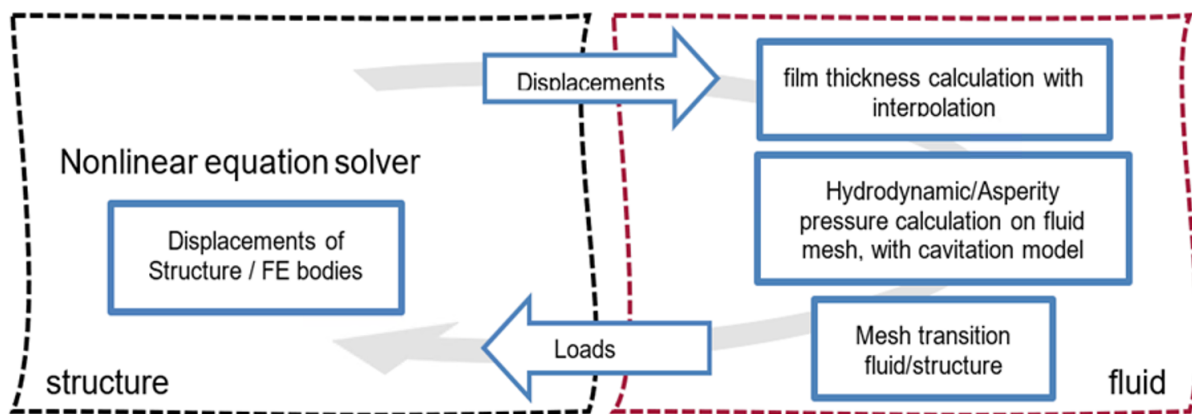 Displacements
film thickness calculation with
interpolation
Nonlinear equation solver
Hydrodynamic/Asperity
pressure calculation on fluid
mesh, with cavitation model
Displacements of
Structure / FE bodies
Loads
Mesh transition
fluid/structure
structure
fluid